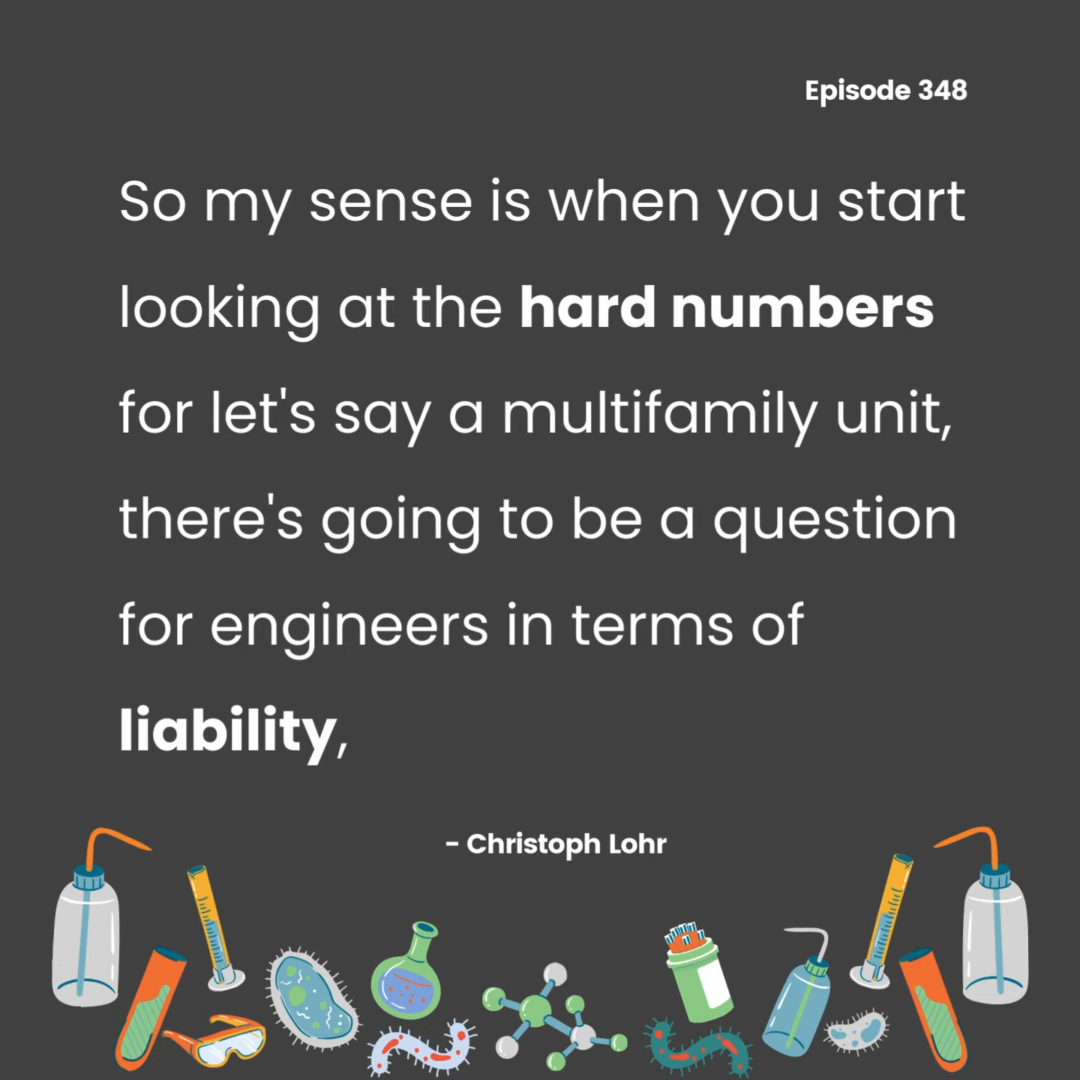 Episode 348
So my sense is when you start
looking at the hard numbers
for let's say a multifamily unit,
there's going to be a question
for engineers in terms of
liability,
- Christoph Lohr